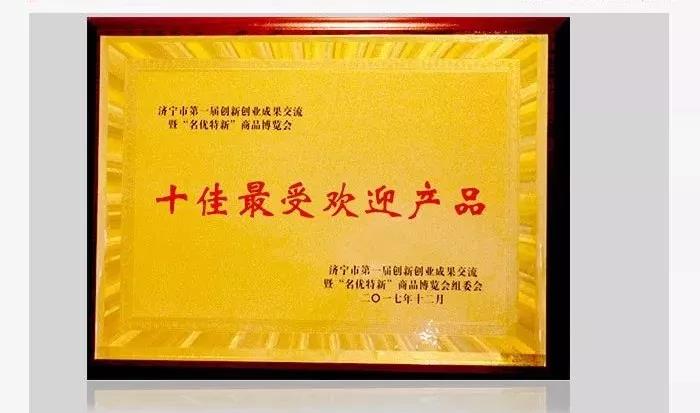 济宁市第一届创新创业成果交流
暨“名优特新”商品博览会
十佳最受欢迎产品
济宁市第一届创新创业成果交流
暨“名优特新”商品博览会组委会
二〇一七年十二月